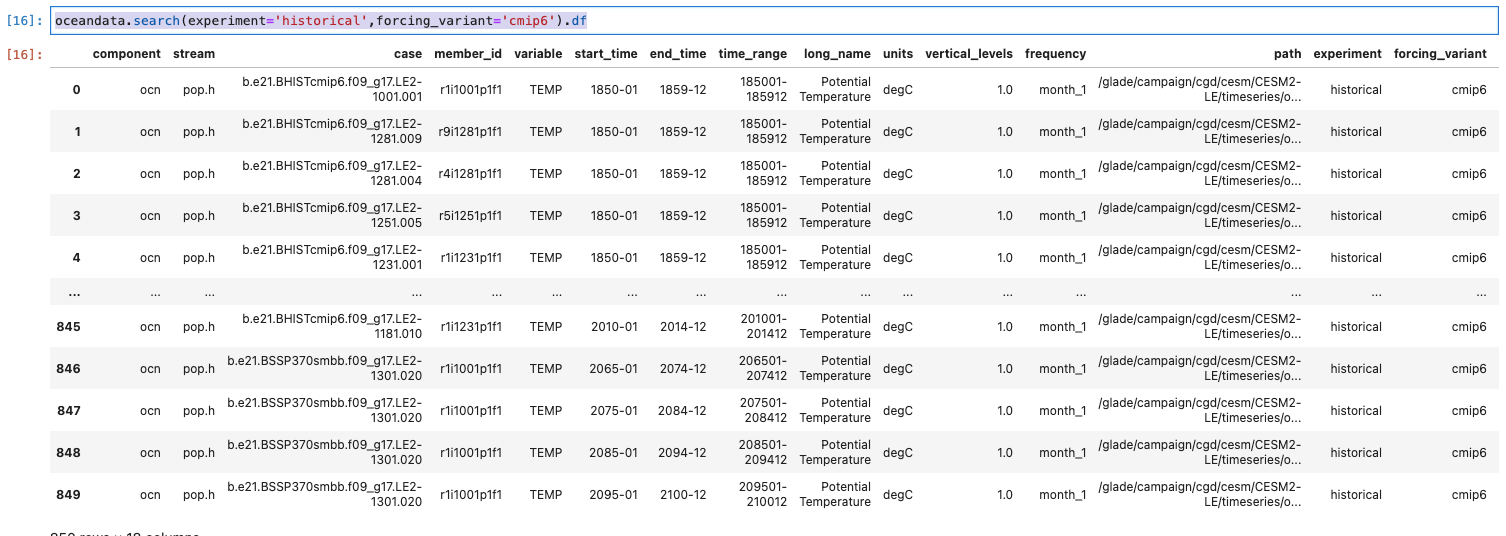 [16]: oceandata.search(experiment='historical',forcing_variant='cmip6').df
[16]: component stream case member_id variable start_time end_time time_range long_name units vertical_levels frequency path experiment forcing_variant
0 ocn pop.h b.e21.BHISTcmip6.f09_g17.LE2-1001.001 r1i1001p1f1 TEMP 1850-01 1859-12 185001-185912 Potential Temperature degC 1.0 month_1 /glade/campaign/cgd/cesm/CESM2-LE/timeseries/o... historical cmip6
1 ocn pop.h b.e21.BHISTcmip6.f09_g17.LE2-1281.009 r9i1281p1f1 TEMP 1850-01 1859-12 185001-185912 Potential Temperature degC 1.0 month_1 /glade/campaign/cgd/cesm/CESM2-LE/timeseries/o... historical cmip6
2 ocn pop.h b.e21.BHISTcmip6.f09_g17.LE2-1281.004 r4i1281p1f1 TEMP 1850-01 1859-12 185001-185912 Potential Temperature degC 1.0 month_1 /glade/campaign/cgd/cesm/CESM2-LE/timeseries/o... historical cmip6
3 ocn pop.h b.e21.BHISTcmip6.f09_g17.LE2-1251.005 r5i1251p1f1 TEMP 1850-01 1859-12 185001-185912 Potential Temperature degC 1.0 month_1 /glade/campaign/cgd/cesm/CESM2-LE/timeseries/o... historical cmip6
4 ocn pop.h b.e21.BHISTcmip6.f09_g17.LE2-1231.001 r1i1231p1f1 TEMP 1850-01 1859-12 185001-185912 Potential Temperature degC 1.0 month_1 /glade/campaign/cgd/cesm/CESM2-LE/timeseries/o... historical cmip6
... ... ... ... ... ... ... ... ... ... ... ... ... ... ... ...
845 ocn pop.h b.e21.BHISTcmip6.f09_g17.LE2-1181.010 r1i1231p1f1 TEMP 2010-01 2014-12 201001-201412 Potential Temperature degC 1.0 month_1 /glade/campaign/cgd/cesm/CESM2-LE/timeseries/o... historical cmip6
846 ocn pop.h b.e21.BSSP370smbb.f09_g17.LE2-1301.020 r1i1001p1f1 TEMP 2065-01 2074-12 206501-207412 Potential Temperature degC 1.0 month_1 /glade/campaign/cgd/cesm/CESM2-LE/timeseries/o... historical cmip6
847 ocn pop.h b.e21.BSSP370smbb.f09_g17.LE2-1301.020 r1i1001p1f1 TEMP 2075-01 2084-12 207501-208412 Potential Temperature degC 1.0 month_1 /glade/campaign/cgd/cesm/CESM2-LE/timeseries/o... historical cmip6
848 ocn pop.h b.e21.BSSP370smbb.f09_g17.LE2-1301.020 r1i1001p1f1 TEMP 2085-01 2094-12 208501-209412 Potential Temperature degC 1.0 month_1 /glade/campaign/cgd/cesm/CESM2-LE/timeseries/o... historical cmip6
849 ocn pop.h b.e21.BSSP370smbb.f09_g17.LE2-1301.020 r1i1001p1f1 TEMP 2095-01 2100-12 209501-210012 Potential Temperature degC 1.0 month_1 /glade/campaign/cgd/cesm/CESM2-LE/timeseries/o... historical cmip6